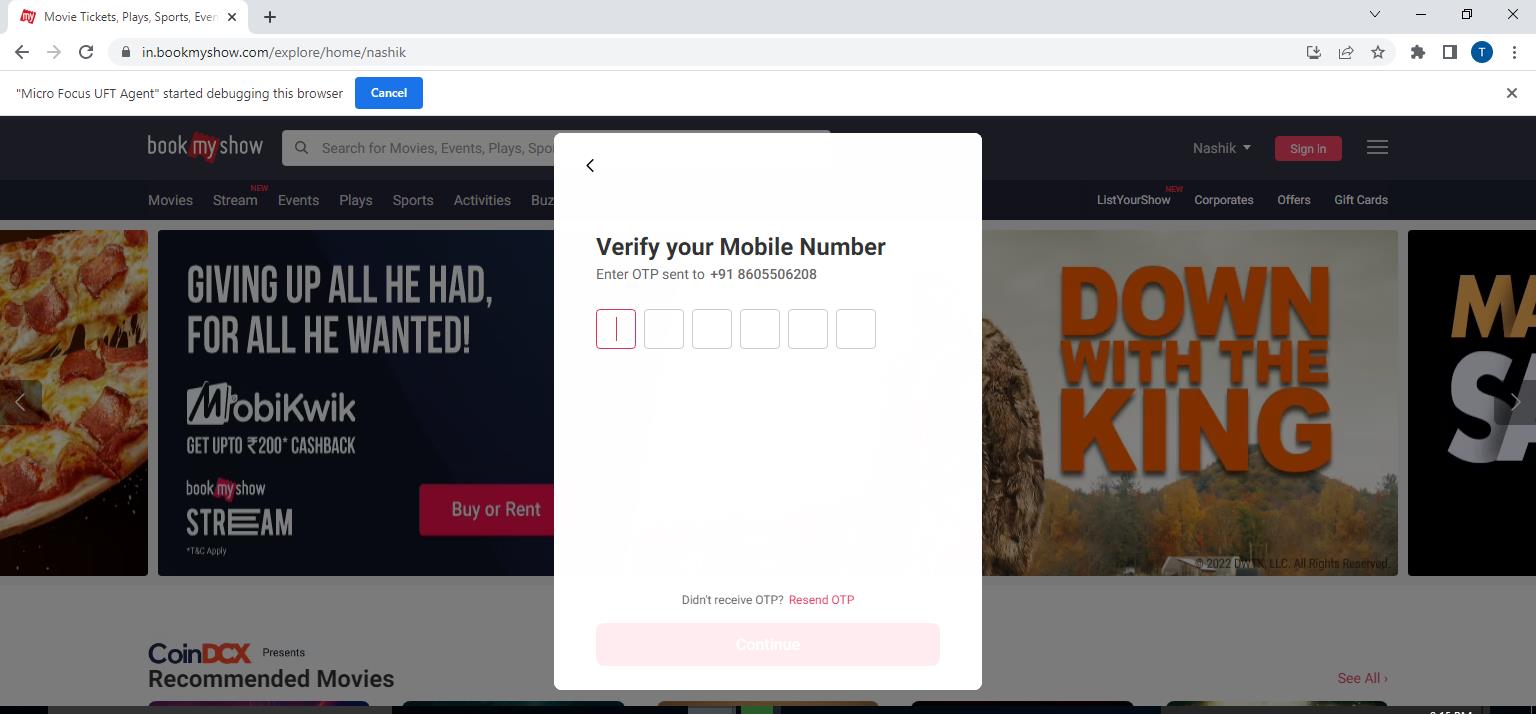 Movie Tickets, Plays, Sports, Even
in.bookmyshow.com/explore/home/nashik
T
"Micro Focus UFT Agent" started debugging this browser
Cancel
book my show
Search for Movies, Events, Plays, Spo
Nashik
Sign in
Movies
Stream
NEW
Events
Plays
Sports
Activities
Buz
ListYourShow
NEW
Corporates
Offers
Gift Cards
GIVING UP ALL HE HAD,
FOR ALL HE WANTED!
MobiKwik
GET UPTO ₹200* CASHBACK
book my show
STREAM
*T&C Apply
Buy or Rent
Verify your Mobile Number
Enter OTP sent to +91 8605506208
Didn't receive OTP? Resend OTP
Continue
DOWN
WITH THE
KING
© 2022 DWTK, LLC. All Rights Reserved.
MA
SA
CoinDCX Presents
Recommended Movies
See All ›